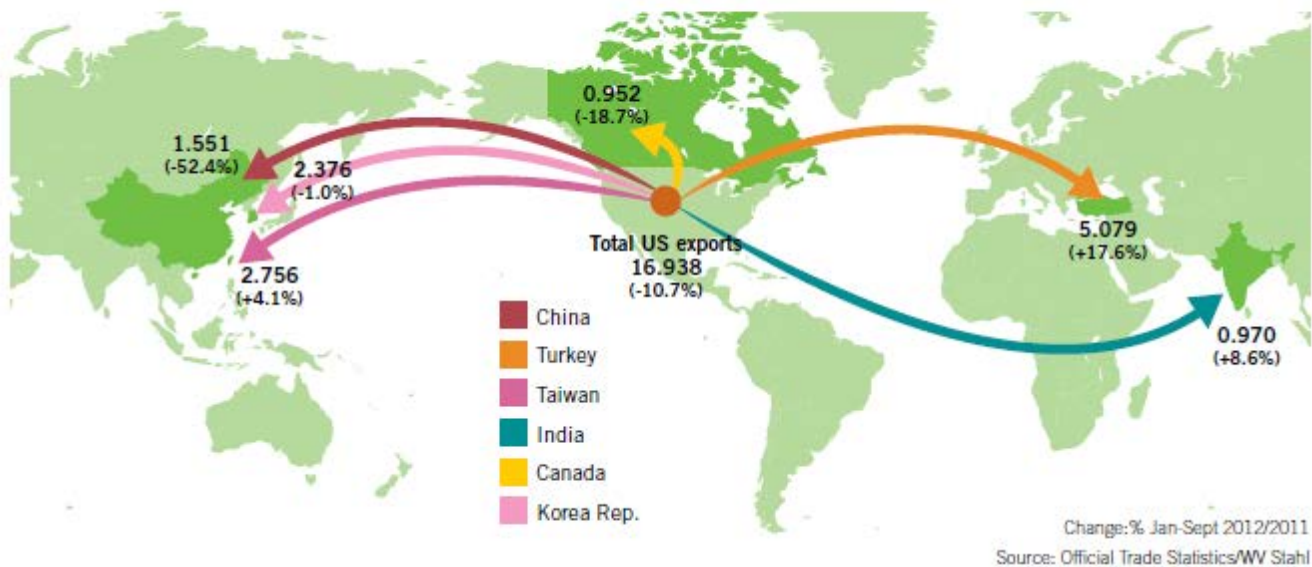 0.952
(-18.7%)
1.551
(-52.4%)
2.376
(-1.0%)
2.756
(+4.1%)
Total US exports
16.938
(-10.7%)
5.079
(+17.6%)
0.970
(+8.6%)
China
Turkey
Taiwan
India
Canada
Korea Rep.
Change:% Jan-Sept 2012/2011
Source: Official Trade Statistics/WV Stahl